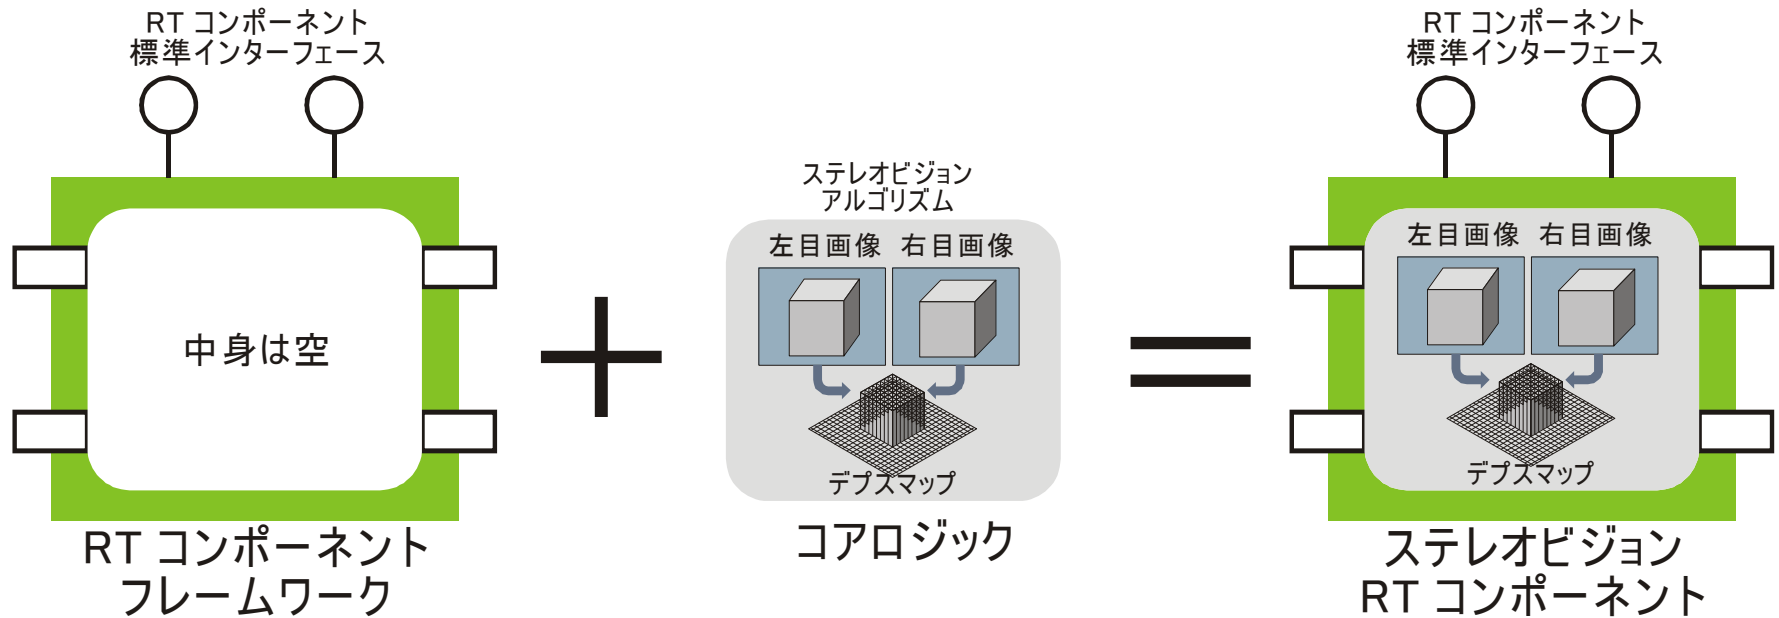 RT コンポーネント
標準インターフェース
中身は空
RT コンポーネント
フレームワーク
ステレオビジョン
アルゴリズム
左目画像 右目画像
デプスマップ
コアロジック
RT コンポーネント
標準インターフェース
左目画像 右目画像
デプスマップ
ステレオビジョン
RT コンポーネント